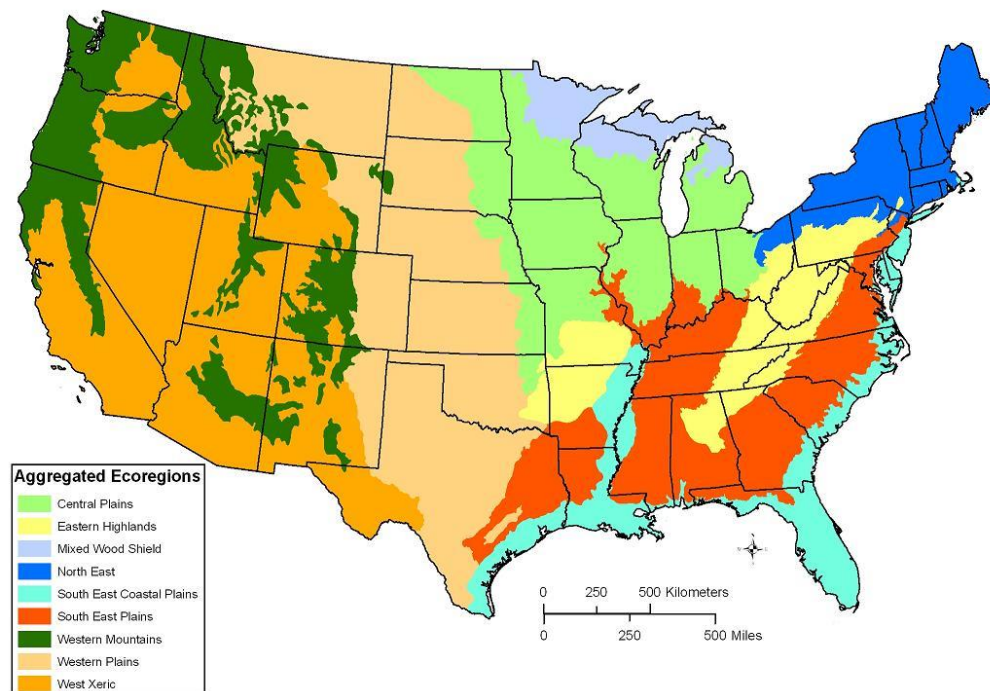 Aggregated Ecoregions
Central Plains
Eastern Highlands
Mixed Wood Shield
North East
South East Coastal Plains
South East Plains
Western Mountains
Western Plains
West Xeric
0 250 500 Kilometers
0 250 500 Miles